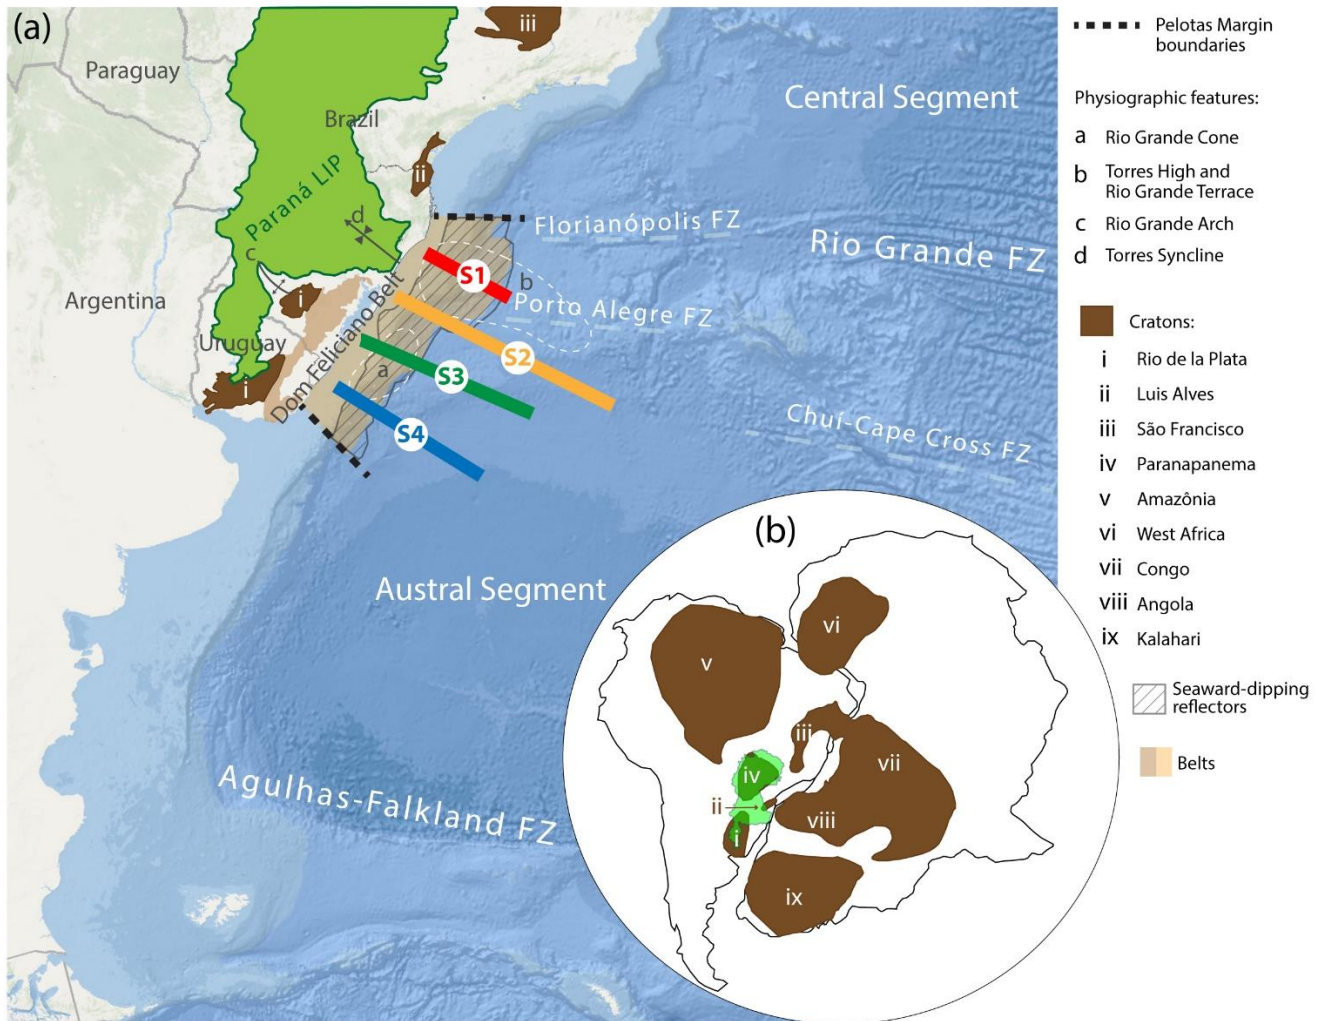 (a)
iii
Paraguay
Central Segment
Brazil
ii
Paraná LIP
d
Florianópolis FZ
Rio Grande FZ
c
S1
b
Argentina
i
Porto Alegre FZ
Uruguay
Dom Feliciano Belt
S2
a
S3
i
S4
Chuí-Cape Cross FZ
Austral Segment
Agulhas-Falkland FZ
(b)
vi
v
iii
vii
iv
ii
viii
i
ix
Pelotas Margin
boundaries
Physiographic features:
a Rio Grande Cone
b Torres High and
Rio Grande Terrace
c Rio Grande Arch
d Torres Syncline
Cratons:
i Rio de la Plata
ii Luis Alves
iii São Francisco
iv Paranapanema
v Amazônia
vi West Africa
vii Congo
viii Angola
ix Kalahari
Seaward-dipping
reflectors
Belts